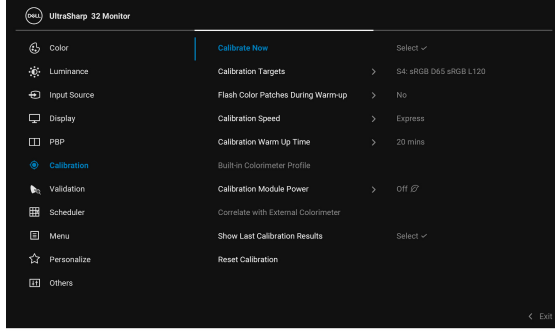 DELL UltraSharp 32 Monitor
Color
Calibrate Now Select
Luminance
Calibration Targets > S4: sRGB D65 sRGB L120
Input Source
Flash Color Patches During Warm-up > No
Display
Calibration Speed > Express
PBP
Calibration Warm Up Time > 20 mins
Calibration
Built-in Colorimeter Profile
Validation
Calibration Module Power > Off
Scheduler
Correlate with External Colorimeter
Menu
Show Last Calibration Results Select
Personalize
Reset Calibration
Others
< Exit